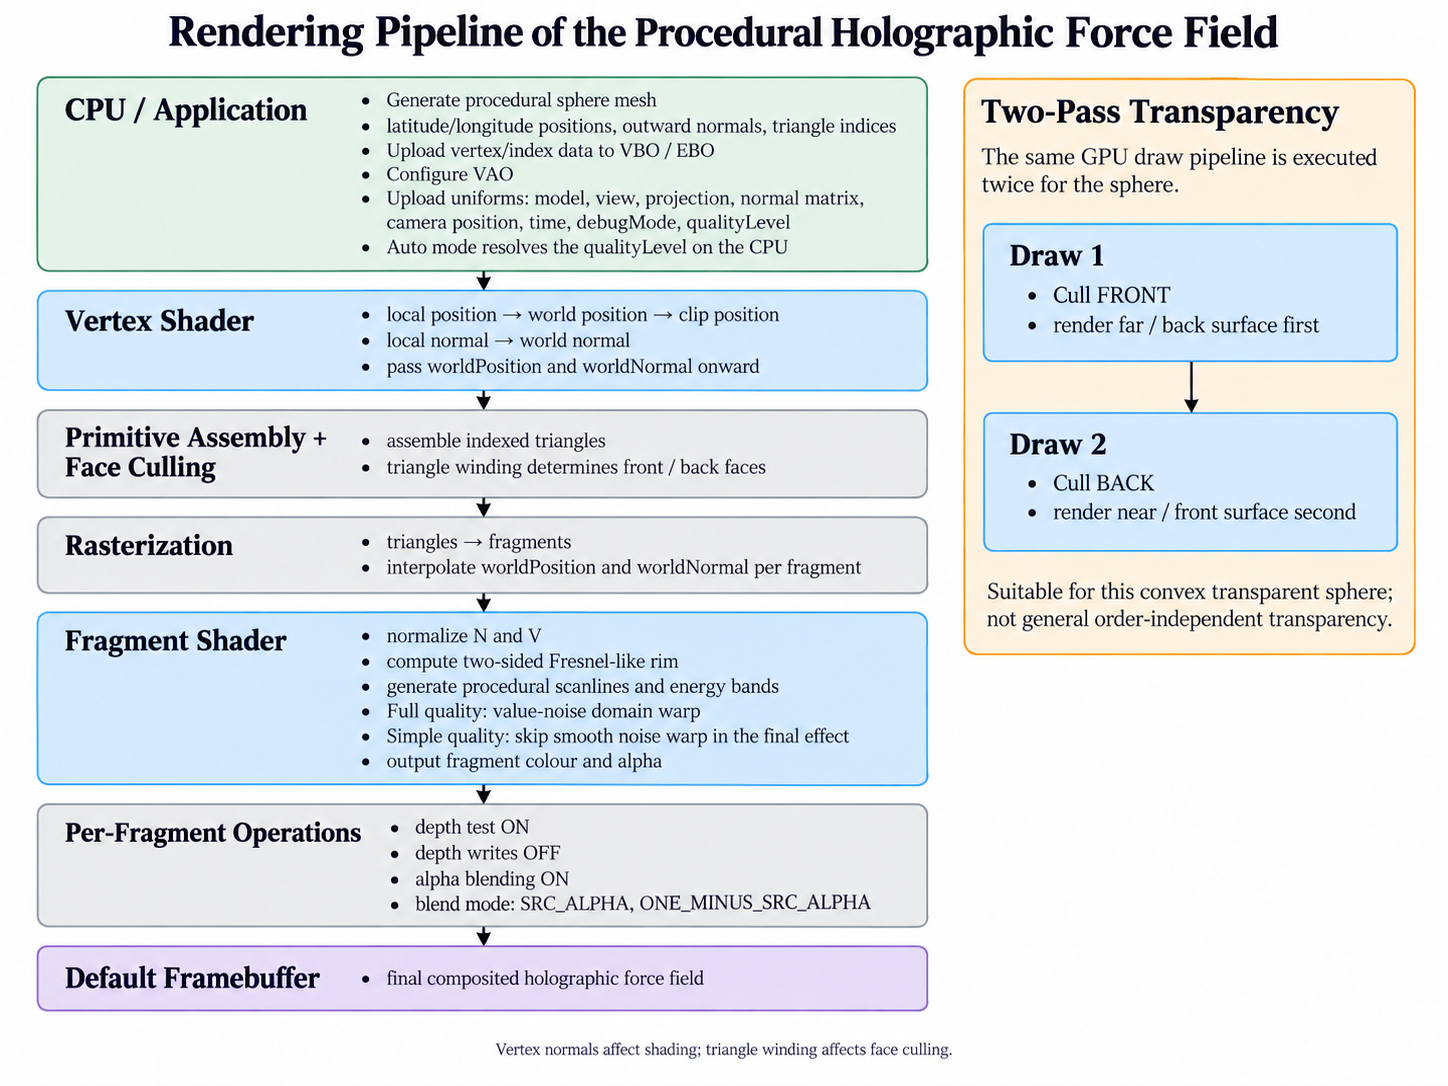 Rendering Pipeline of the Procedural Holographic Force Field
CPU / Application
• Generate procedural sphere mesh
• latitude/longitude positions, outward normals, triangle indices
• Upload vertex/index data to VBO / EBO
• Configure VAO
• Upload uniforms: model, view, projection, normal matrix,
camera position, time, debugMode, qualityLevel
• Auto mode resolves the qualityLevel on the CPU
Vertex Shader
• local position → world position → clip position
• local normal → world normal
• pass worldPosition and worldNormal onward
Primitive Assembly +
Face Culling
• assemble indexed triangles
• triangle winding determines front / back faces
Rasterization
• triangles → fragments
• interpolate worldPosition and worldNormal per fragment
Fragment Shader
• normalize N and V
• compute two-sided Fresnel-like rim
• generate procedural scanlines and energy bands
• Full quality: value-noise domain warp
• Simple quality: skip smooth noise warp in the final effect
• output fragment colour and alpha
Per-Fragment Operations
• depth test ON
• depth writes OFF
• alpha blending ON
• blend mode: SRC_ALPHA, ONE_MINUS_SRC_ALPHA
Default Framebuffer
• final composited holographic force field
Two-Pass Transparency
The same GPU draw pipeline is executed
twice for the sphere.
Draw 1
• Cull FRONT
• render far / back surface first
Draw 2
• Cull BACK
• render near / front surface second
Suitable for this convex transparent sphere;
not general order-independent transparency.
Vertex normals affect shading; triangle winding affects face culling.